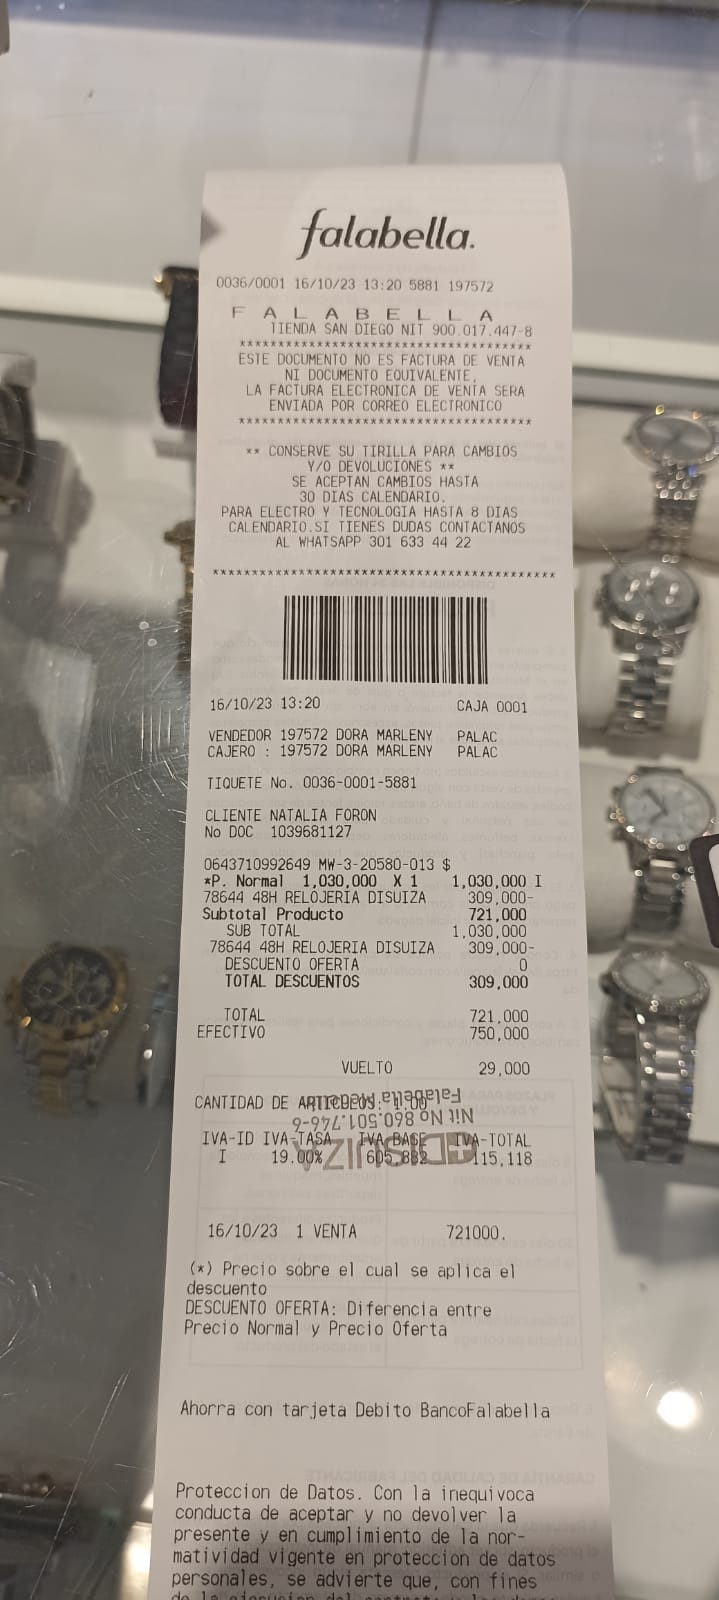 falabella.
0036/0001 16/10/23 13:20 5881 197572
F A L A B E L L A
TIENDA SAN DIEGO NIT 900.017.447-8
**************************************
ESTE DOCUMENTO NO ES FACTURA DE VENTA
NI DOCUMENTO EQUIVALENTE,
LA FACTURA ELECTRONICA DE VENTA SERA
ENVIADA POR CORREO ELECTRONICO
**************************************
** CONSERVE SU TIRILLA PARA CAMBIOS
Y/O DEVOLUCIONES **
SE ACEPTAN CAMBIOS HASTA
30 DIAS CALENDARIO.
PARA ELECTRO Y TECNOLOGIA HASTA 8 DIAS
CALENDARIO.SI TIENES DUDAS CONTACTANOS
AL WHATSAPP 301 633 44 22
********************************************
16/10/23 13:20 CAJA 0001
VENDEDOR 197572 DORA MARLENY PALAC
CAJERO : 197572 DORA MARLENY PALAC
TIQUETE No. 0036-0001-5881
CLIENTE NATALIA FORON
No DOC 1039681127
0643710992649 MW-3-20580-013 $
*P. Normal 1,030,000 X 1 1,030,000 I
78644 48H RELOJERIA DISUIZA 309,000-
Subtotal Producto 721,000
SUB TOTAL 1,030,000
78644 48H RELOJERIA DISUIZA 309,000-
DESCUENTO OFERTA 0
TOTAL DESCUENTOS 309,000
TOTAL 721,000
EFECTIVO 750,000
VUELTO 29,000
CANTIDAD DE ARTICULOS: 1.00
Nit No 860.501.746-6
IVA-ID IVA-TASA IVA-BASE IVA-TOTAL
I 19.00% 605,882 115,118
DISUIZA
16/10/23 1 VENTA 721000.
(*) Precio sobre el cual se aplica el
descuento
DESCUENTO OFERTA: Diferencia entre
Precio Normal y Precio Oferta
Ahorra con tarjeta Debito BancoFalabella
Proteccion de Datos. Con la inequivoca
conducta de aceptar y no devolver la
presente y en cumplimiento de la nor-
matividad vigente en proteccion de datos
personales, se advierte que, con fines